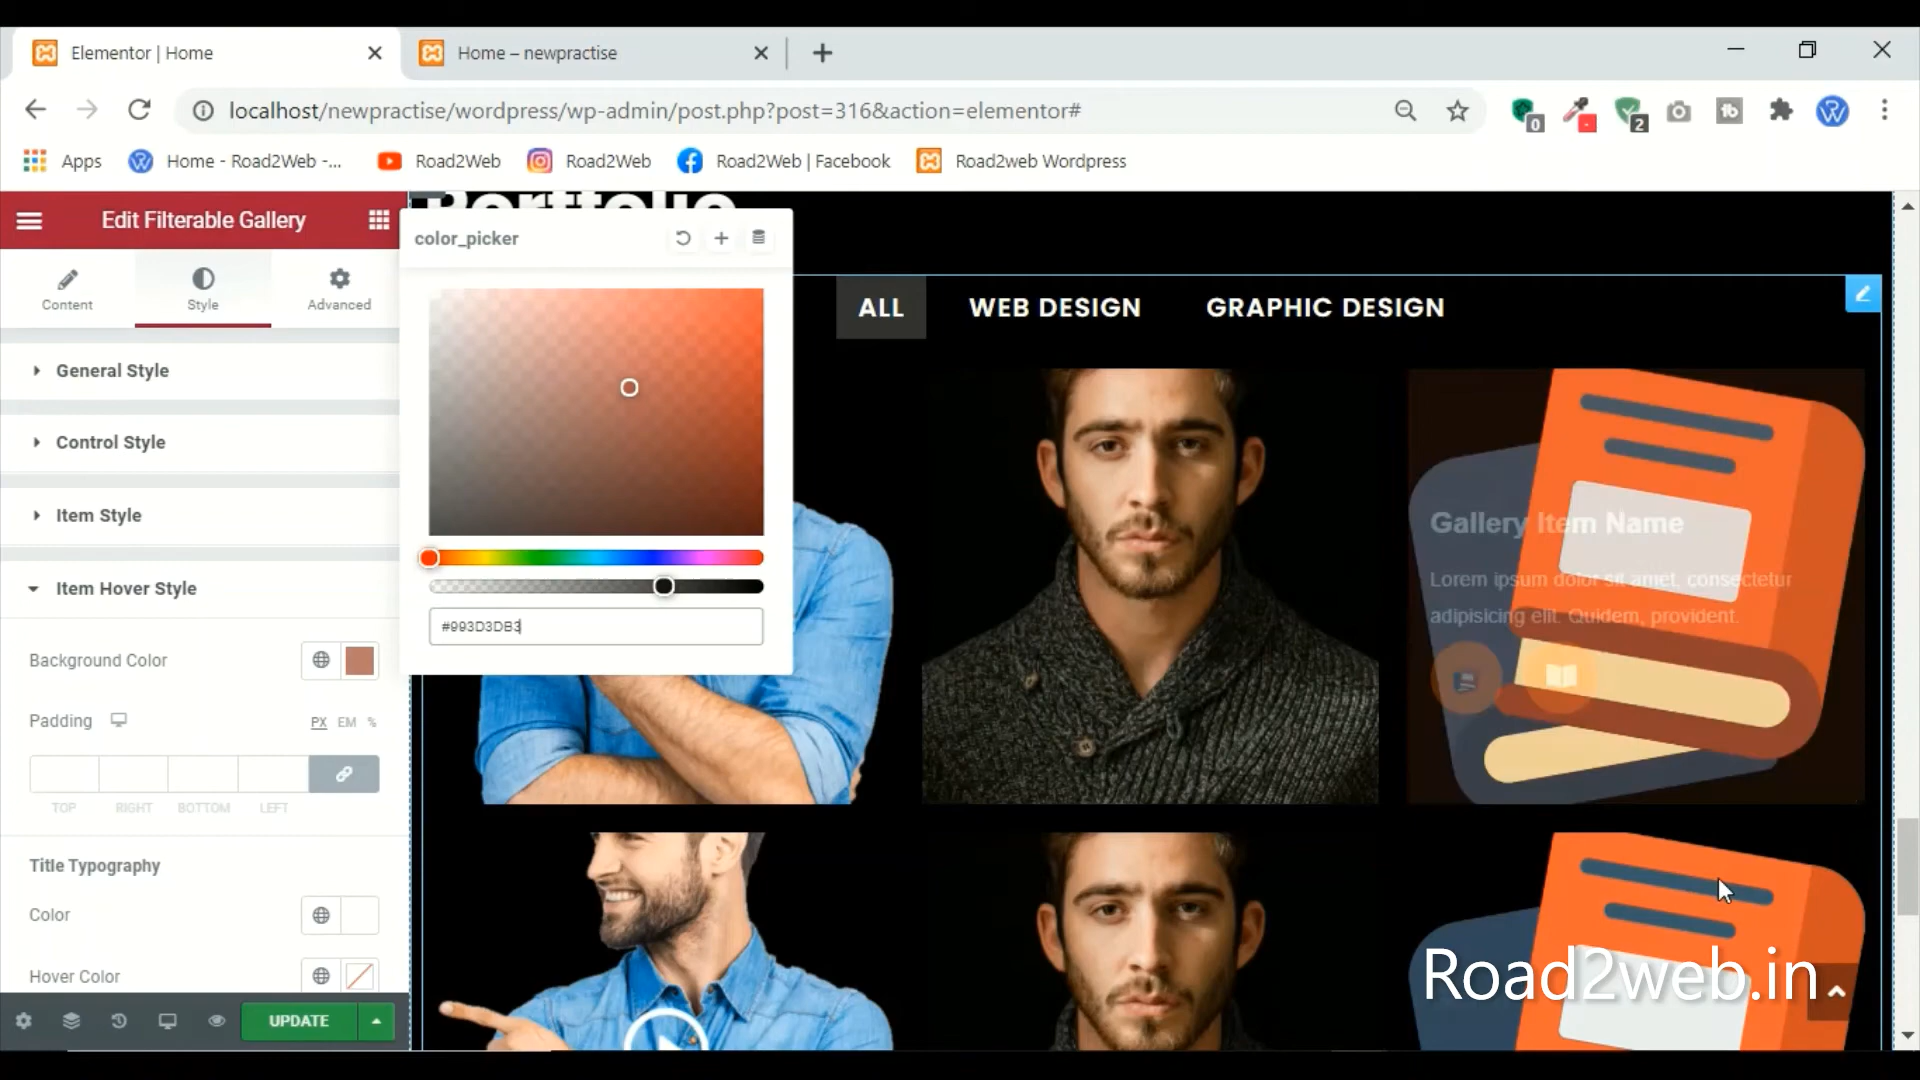 Elementor | Home
Home – newpractise
localhost/newpractise/wordpress/wp-admin/post.php?post=316&action=elementor#
0
2
Apps
Home - Road2Web -...
Road2Web
Road2Web
Road2Web | Facebook
Road2web Wordpress
Edit Filterable Gallery
Portfolio
color_picker
Content
Style
Advanced
ALL
WEB DESIGN
GRAPHIC DESIGN
General Style
Control Style
Item Style
Gallery Item Name
Lorem ipsum dolor sit amet, consectetur
adipisicing elit. Quidem, provident.
Item Hover Style
#993D3DB3
Background Color
Padding
PX
EM
%
TOP
RIGHT
BOTTOM
LEFT
Title Typography
Color
Hover Color
Road2web.in
UPDATE